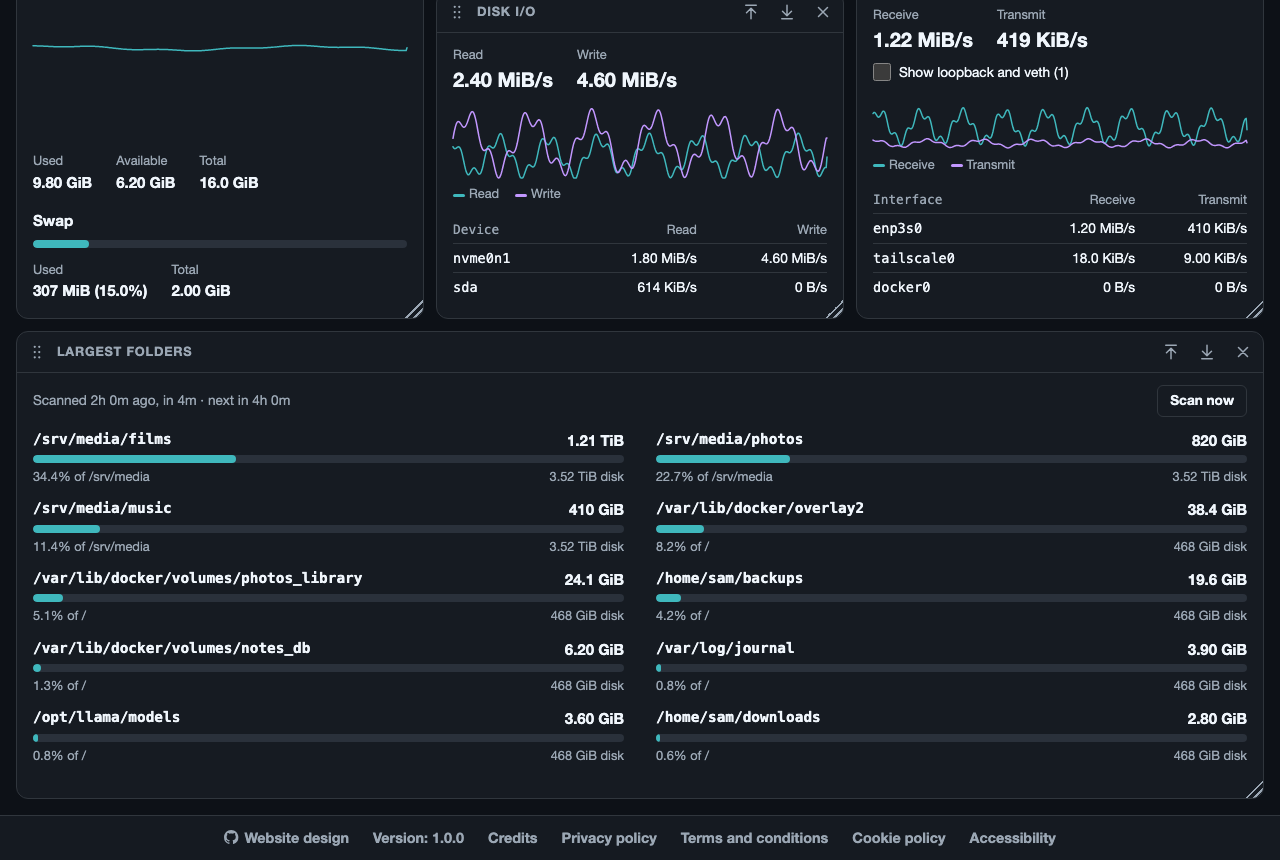 Used Available Total
9.80 GiB 6.20 GiB 16.0 GiB
Swap
Used Total
307 MiB (15.0%) 2.00 GiB
DISK I/O
Read Write
2.40 MiB/s 4.60 MiB/s
Read Write
Device Read Write
nvme0n1 1.80 MiB/s 4.60 MiB/s
sda 614 KiB/s 0 B/s
Receive Transmit
1.22 MiB/s 419 KiB/s
Show loopback and veth (1)
Receive Transmit
Interface Receive Transmit
enp3s0 1.20 MiB/s 410 KiB/s
tailscale0 18.0 KiB/s 9.00 KiB/s
docker0 0 B/s 0 B/s
LARGEST FOLDERS
Scanned 2h 0m ago, in 4m · next in 4h 0m Scan now
/srv/media/films 1.21 TiB
34.4% of /srv/media 3.52 TiB disk
/srv/media/photos 820 GiB
22.7% of /srv/media 3.52 TiB disk
/srv/media/music 410 GiB
11.4% of /srv/media 3.52 TiB disk
/var/lib/docker/overlay2 38.4 GiB
8.2% of / 468 GiB disk
/var/lib/docker/volumes/photos_library 24.1 GiB
5.1% of / 468 GiB disk
/home/sam/backups 19.6 GiB
4.2% of / 468 GiB disk
/var/lib/docker/volumes/notes_db 6.20 GiB
1.3% of / 468 GiB disk
/var/log/journal 3.90 GiB
0.8% of / 468 GiB disk
/opt/llama/models 3.60 GiB
0.8% of / 468 GiB disk
/home/sam/downloads 2.80 GiB
0.6% of / 468 GiB disk
Website design Version: 1.0.0 Credits Privacy policy Terms and conditions Cookie policy Accessibility